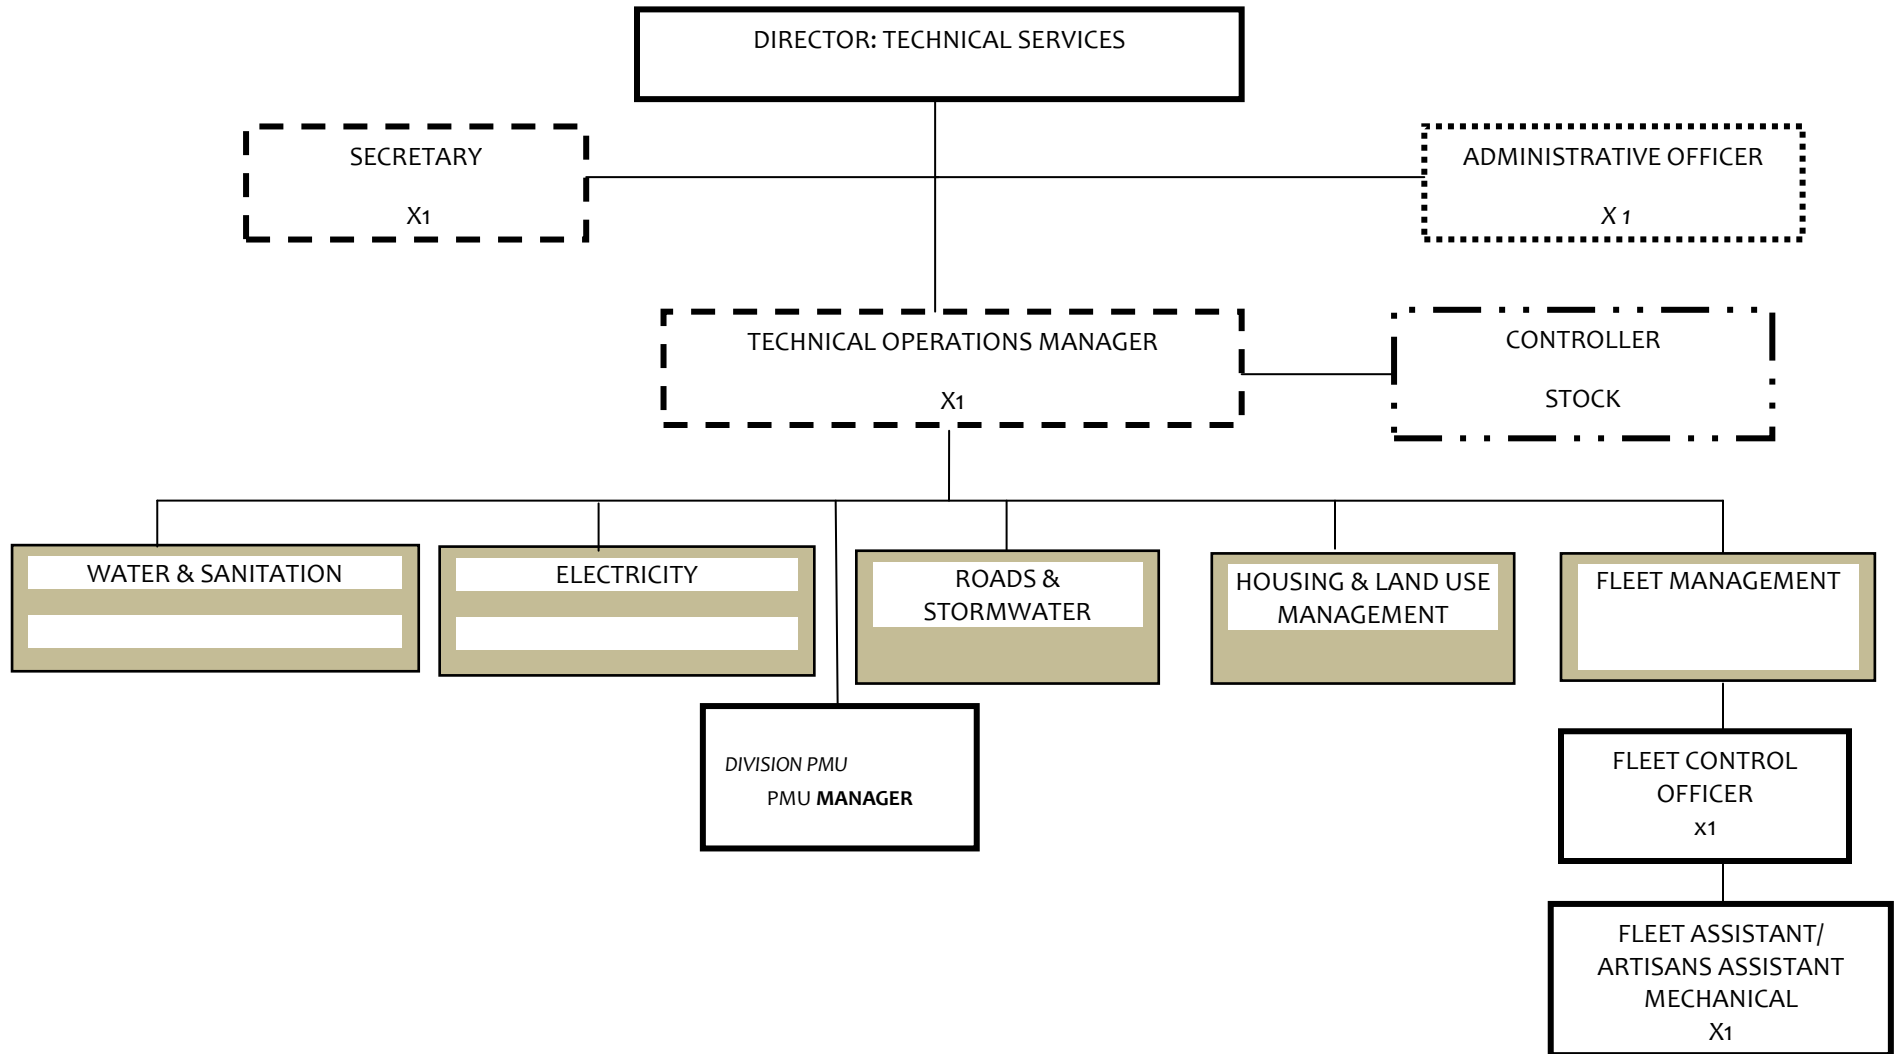 DIRECTOR: TECHNICAL SERVICES
SECRETARY
X1
ADMINISTRATIVE OFFICER
X 1
TECHNICAL OPERATIONS MANAGER
X1
CONTROLLER
STOCK
WATER & SANITATION
ELECTRICITY
ROADS &
STORMWATER
HOUSING & LAND USE
MANAGEMENT
FLEET MANAGEMENT
DIVISION PMU
PMU MANAGER
FLEET CONTROL
OFFICER
x1
FLEET ASSISTANT/
ARTISANS ASSISTANT
MECHANICAL
X1